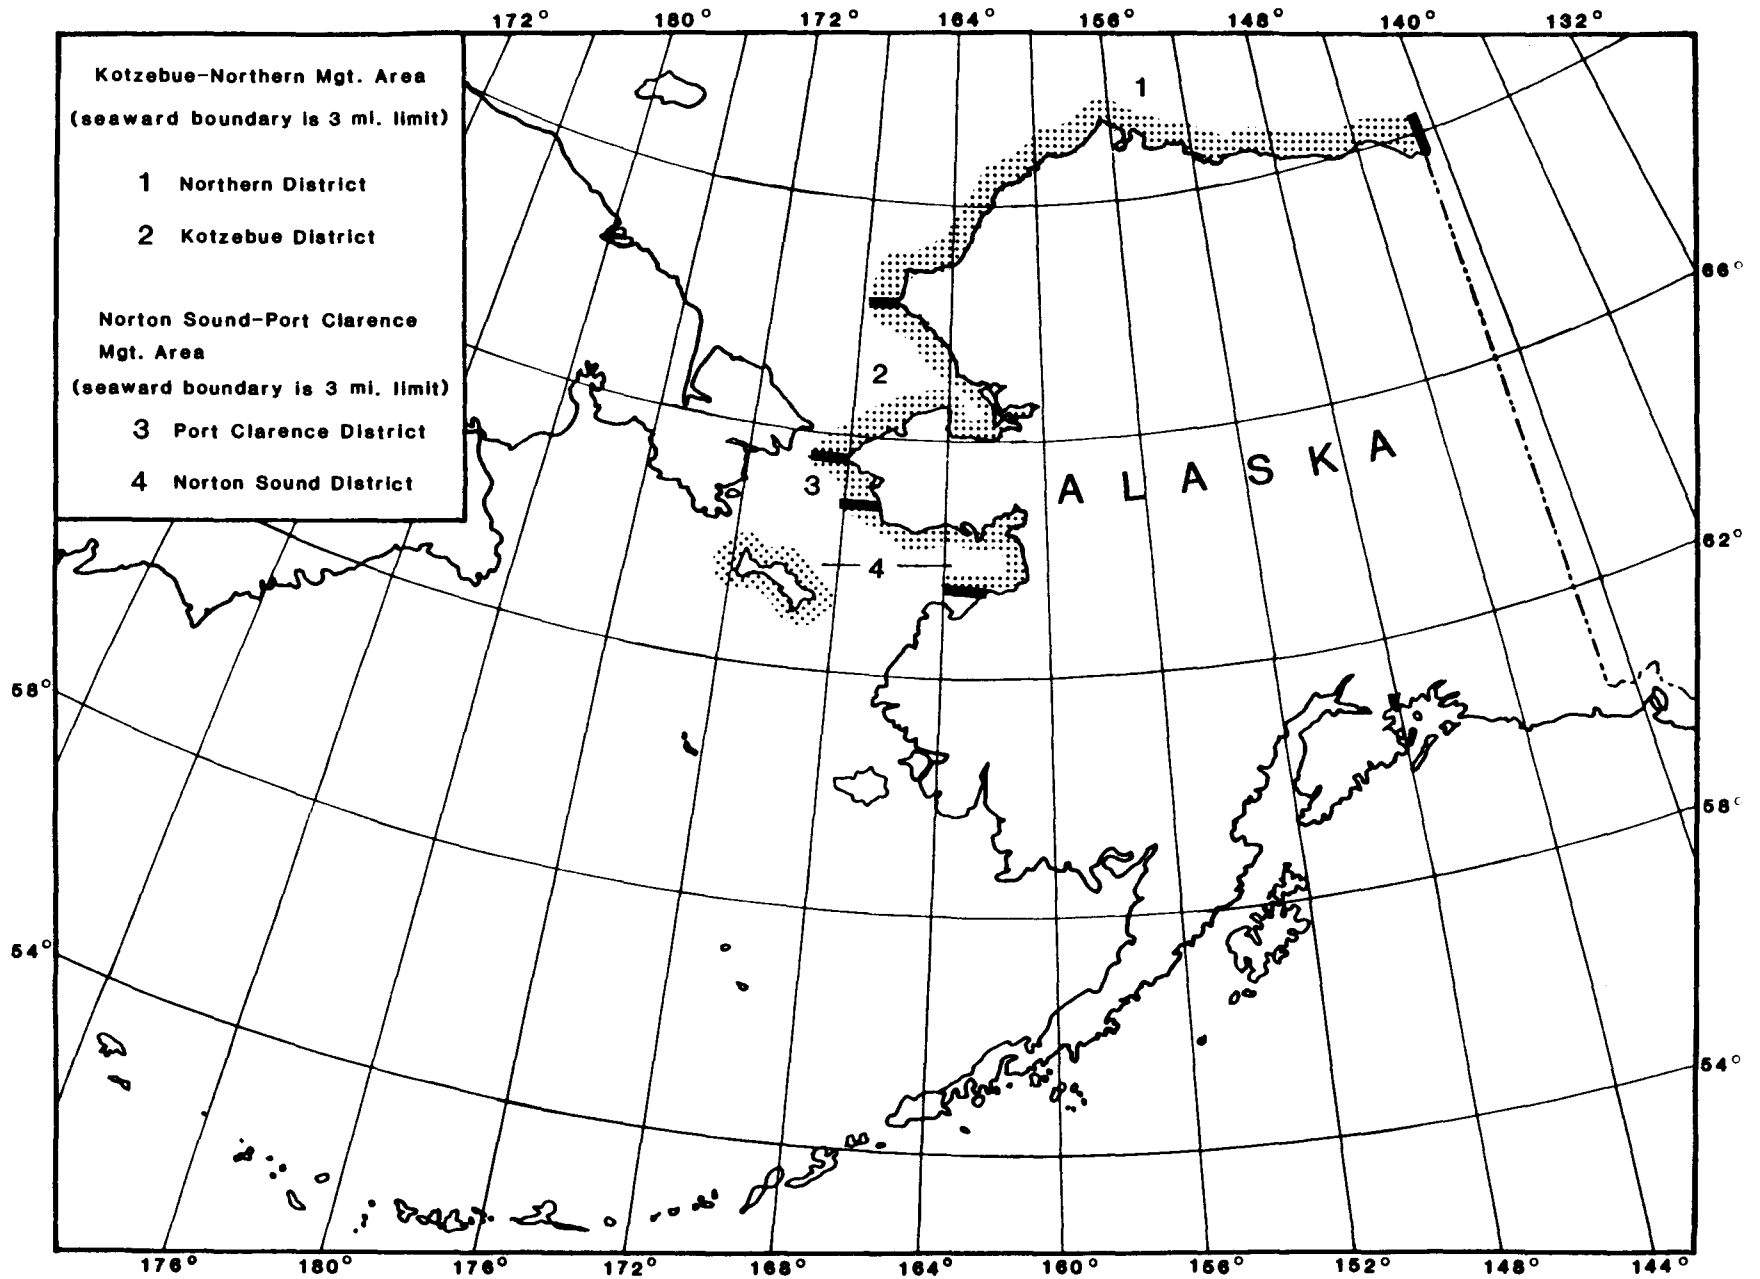 172° 180° 172° 164° 156° 148° 140° 132°
Kotzebue-Northern Mgt. Area
(seaward boundary is 3 mi. limit)
1 Northern District
2 Kotzebue District
Norton Sound-Port Clarence
Mgt. Area
(seaward boundary is 3 mi. limit)
3 Port Clarence District
4 Norton Sound District
1
2
3
4
ALASKA
66°
62°
58°
58°
54°
54°
176° 180° 176° 172° 168° 164° 160° 156° 152° 148° 144°